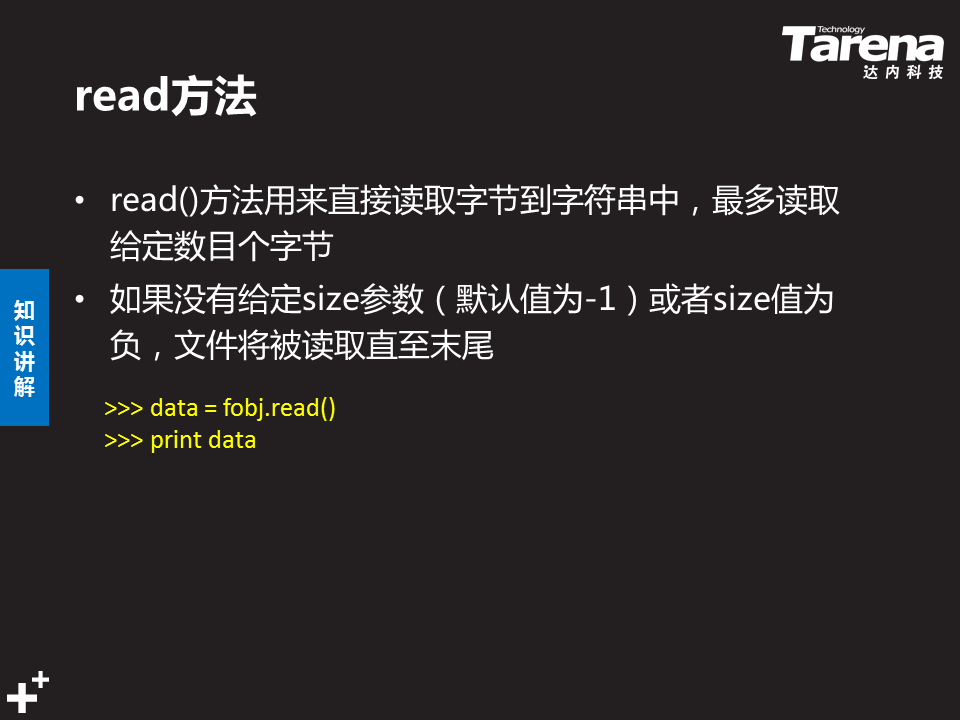 Technology
Tarena
达内科技
read方法
• read()方法用来直接读取字节到字符串中，最多读取
给定数目个字节
• 如果没有给定size参数（默认值为-1）或者size值为
负，文件将被读取直至末尾
知
识
讲
解
>>> data = fobj.read()
>>> print data